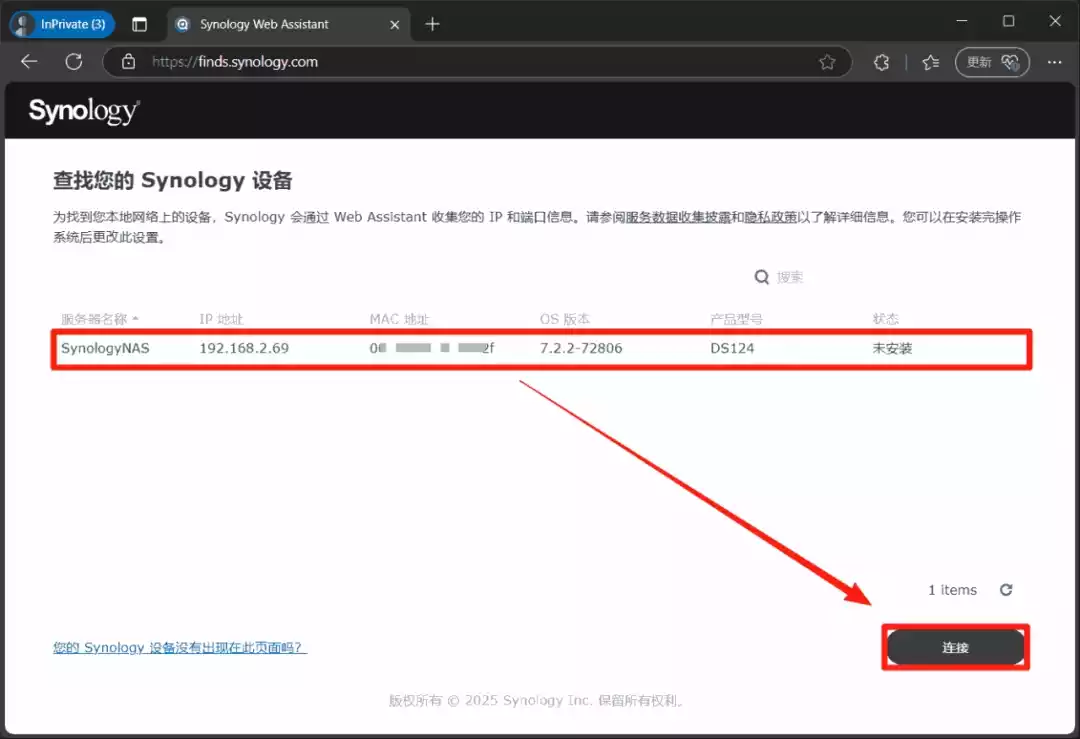 InPrivate (3)
Synology Web Assistant
https://finds.synology.com
更新
Synology
查找您的 Synology 设备
为找到您本地网络上的设备，Synology 会通过 Web Assistant 收集您的 IP 和端口信息。请参阅服务数据收集披露和隐私政策以了解详细信息。您可以在安装完操作
系统后更改此设置。
搜索
服务器名称 IP 地址 MAC 地址 OS 版本 产品型号 状态
SynologyNAS 192.168.2.69 2f 7.2.2-72806 DS124 未安装
1 items
您的 Synology 设备没有出现在此页面吗？
连接
版权所有 © 2025 Synology Inc. 保留所有权利。